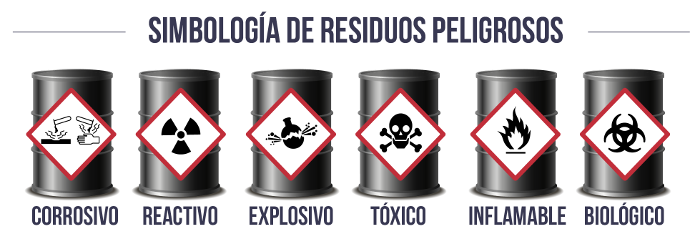 SIMBOLOGÍA DE RESIDUOS PELIGROSOS
CORROSIVO REACTIVO EXPLOSIVO TÓXICO INFLAMABLE BIOLÓGICO